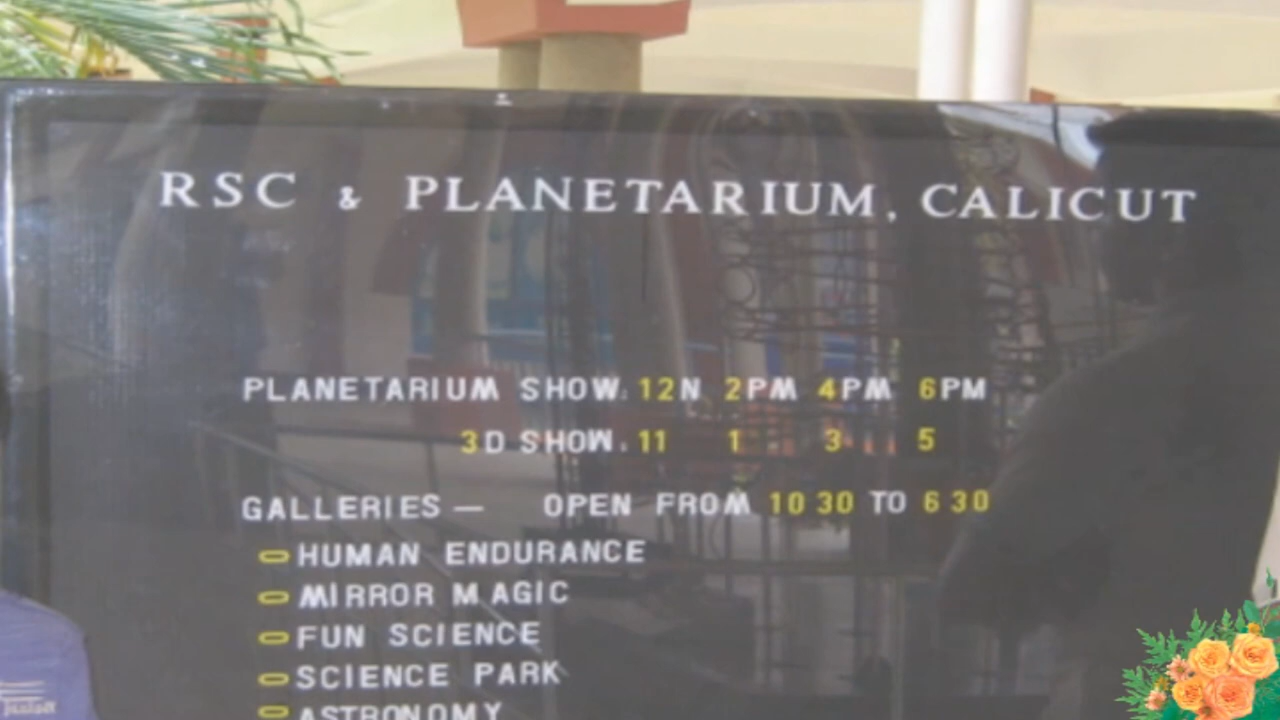 RSC & PLANETARIUM, CALICUT
PLANETARIUM SHOW: 12N 2PM 4PM 6PM
3D SHOW: 11 1 3 5
GALLERIES — OPEN FROM 10 30 TO 6 30
HUMAN ENDURANCE
MIRROR MAGIC
FUN SCIENCE
SCIENCE PARK
ASTRONOMY